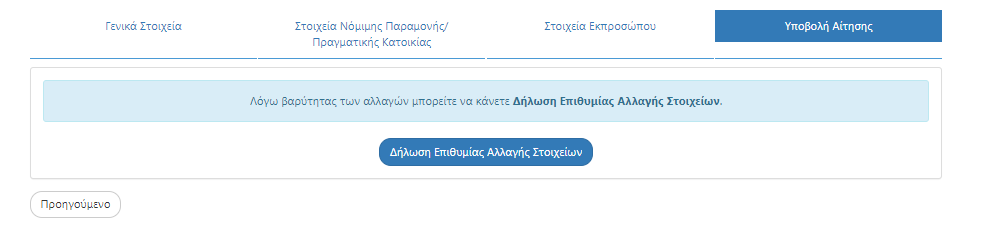 Γενικά Στοιχεία
Στοιχεία Νόμιμης Παραμονής/
Πραγματικής Κατοικίας
Στοιχεία Εκπροσώπου
Υποβολή Αίτησης
Λόγω βαρύτητας των αλλαγών μπορείτε να κάνετε Δήλωση Επιθυμίας Αλλαγής Στοιχείων.
Δήλωση Επιθυμίας Αλλαγής Στοιχείων
Προηγούμενο